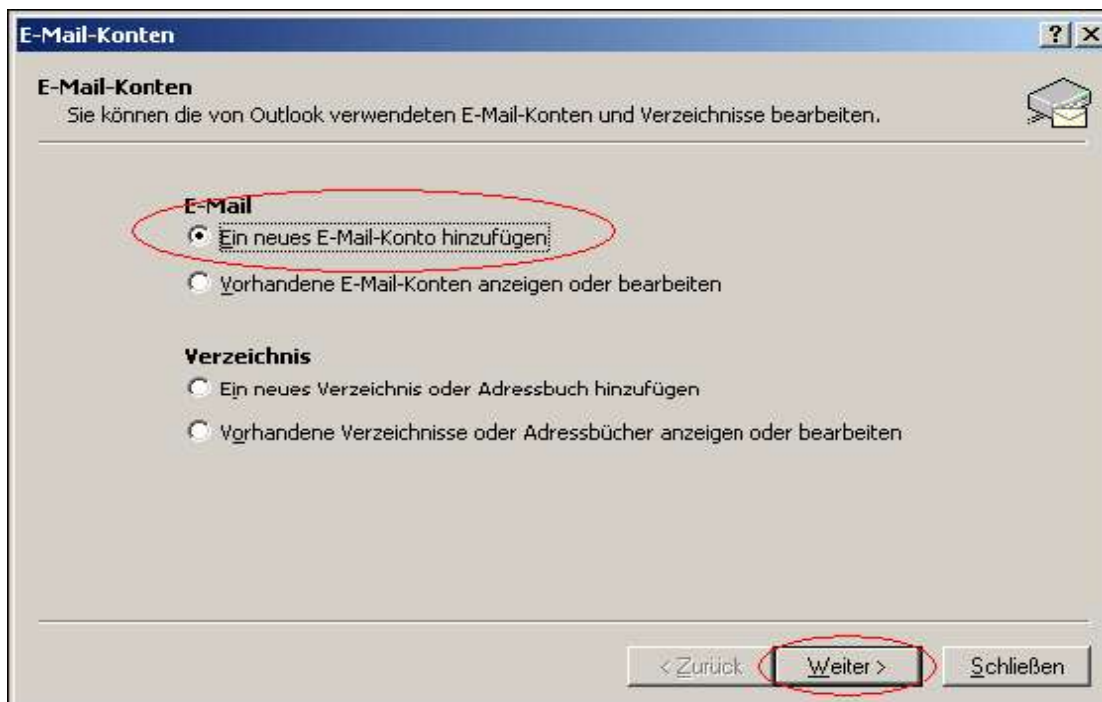 E-Mail-Konten
E-Mail-Konten
Sie können die von Outlook verwendeten E-Mail-Konten und Verzeichnisse bearbeiten.
E-Mail
Ein neues E-Mail-Konto hinzufügen
Vorhandene E-Mail-Konten anzeigen oder bearbeiten
Verzeichnis
Ein neues Verzeichnis oder Adressbuch hinzufügen
Vorhandene Verzeichnisse oder Adressbücher anzeigen oder bearbeiten
< Zurück Weiter > Schließen